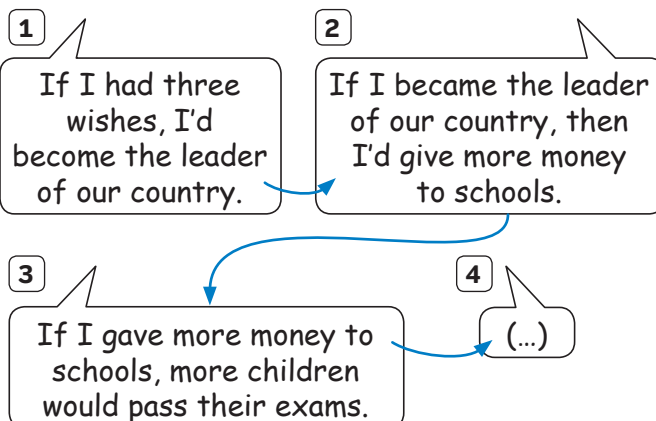 1
If I had three
wishes, I'd
become the leader
of our country.
2
If I became the leader
of our country, then
I'd give more money
to schools.
3
If I gave more money to
schools, more children
would pass their exams.
4
(...)